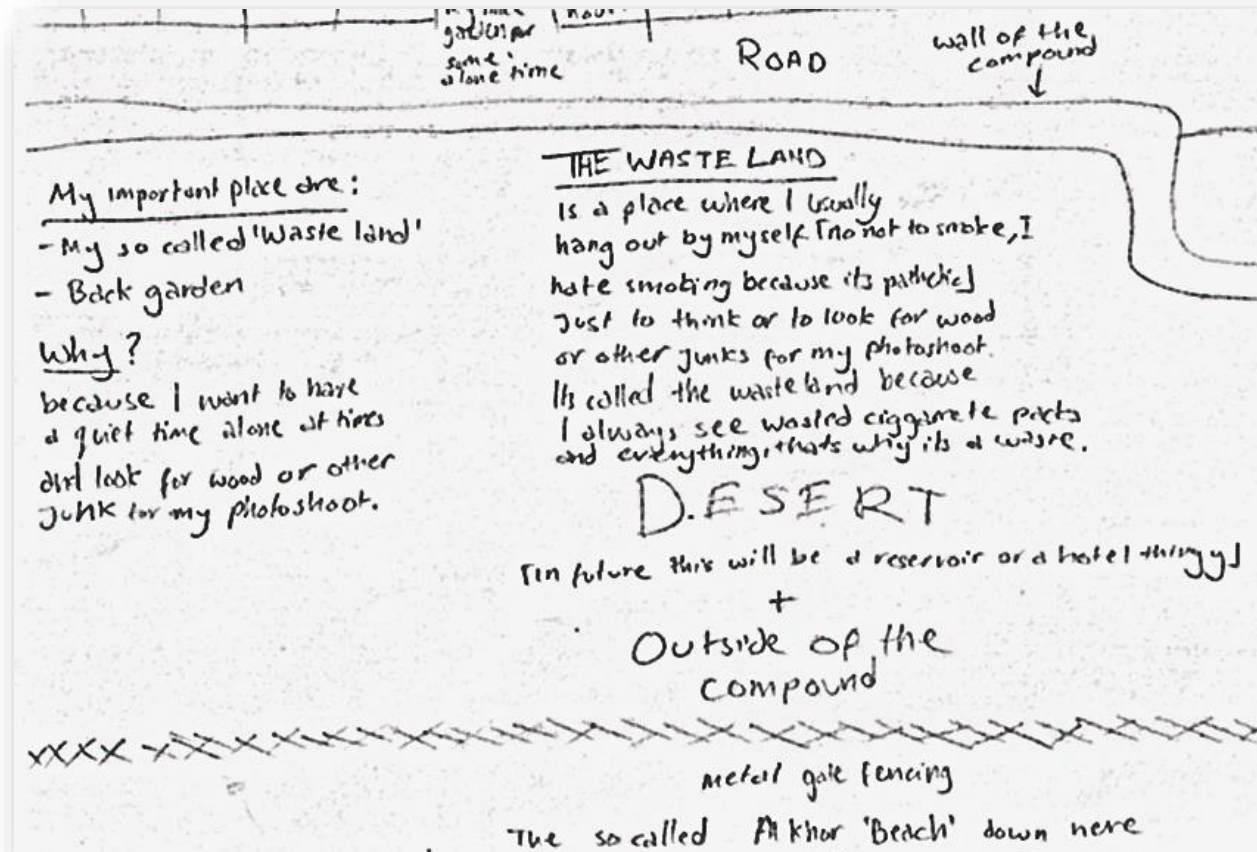 garden for
some
alone time
ROAD
wall of the
compound
My important place are:
- My so called 'Waste land'
- Back garden
Why?
because I want to have
a quiet time alone at times
and look for wood or other
junk for my photoshoot.
THE WASTE LAND
Is a place where I usually
hang out by myself [no not to smoke, I
hate smoking because its pathetic]
Just to think or to look for wood
or other junks for my photoshoot.
Its called the wasteland because
I always see wasted ciggarete packs
and everything, thats why its a waste.
DESERT
[in future this will be a reservoir or a hotel thingy]
+
Outside of the
compound
metal gate fencing
The so called Al khor 'Beach' down here